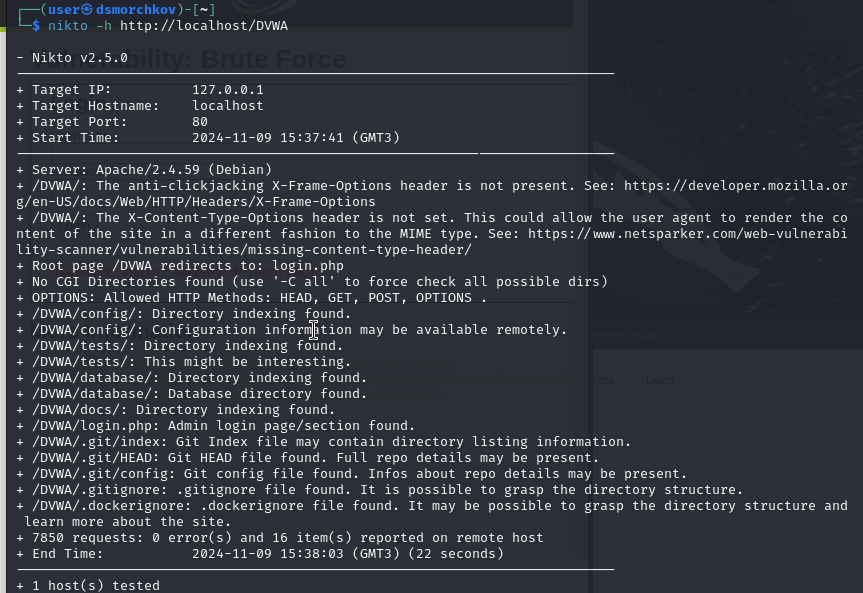 ┌──(user㉿dsmorchkov)-[~]
└─$ nikto -h http://localhost/DVWA
- Nikto v2.5.0
Vulnerability: Brute Force
+ Target IP: 127.0.0.1
+ Target Hostname: localhost
+ Target Port: 80
+ Start Time: 2024-11-09 15:37:41 (GMT3)
+ Server: Apache/2.4.59 (Debian)
+ /DVWA/: The anti-clickjacking X-Frame-Options header is not present. See: https://developer.mozilla.or
g/en-US/docs/Web/HTTP/Headers/X-Frame-Options
+ /DVWA/: The X-Content-Type-Options header is not set. This could allow the user agent to render the co
ntent of the site in a different fashion to the MIME type. See: https://www.netsparker.com/web-vulnerabi
lity-scanner/vulnerabilities/missing-content-type-header/
+ Root page /DVWA redirects to: login.php
+ No CGI Directories found (use '-C all' to force check all possible dirs)
+ OPTIONS: Allowed HTTP Methods: HEAD, GET, POST, OPTIONS .
+ /DVWA/config/: Directory indexing found.
+ /DVWA/config/: Configuration information may be available remotely.
+ /DVWA/tests/: Directory indexing found.
+ /DVWA/tests/: This might be interesting.
+ /DVWA/database/: Directory indexing found.
+ /DVWA/database/: Database directory found.
+ /DVWA/docs/: Directory indexing found.
+ /DVWA/login.php: Admin login page/section found.
+ /DVWA/.git/index: Git Index file may contain directory listing information.
+ /DVWA/.git/HEAD: Git HEAD file found. Full repo details may be present.
+ /DVWA/.git/config: Git config file found. Infos about repo details may be present.
+ /DVWA/.gitignore: .gitignore file found. It is possible to grasp the directory structure.
+ /DVWA/.dockerignore: .dockerignore file found. It may be possible to grasp the directory structure and
learn more about the site.
+ 7850 requests: 0 error(s) and 16 item(s) reported on remote host
+ End Time: 2024-11-09 15:38:03 (GMT3) (22 seconds)
+ 1 host(s) tested
Project
Learn